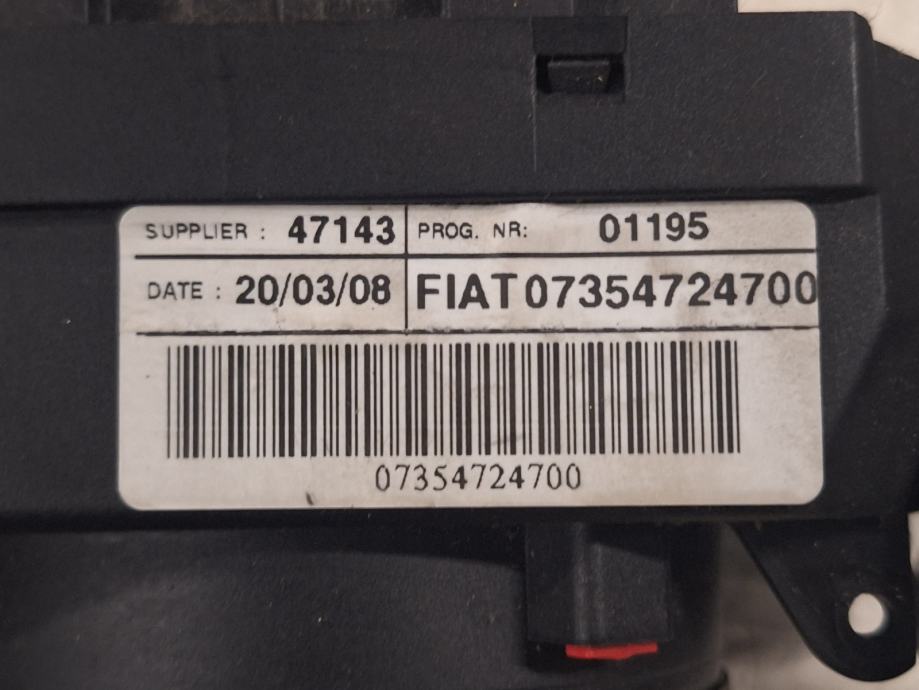 SUPPLIER : 47143 PROG. NR: 01195
DATE : 20/03/08 FIAT 07354724700
07354724700